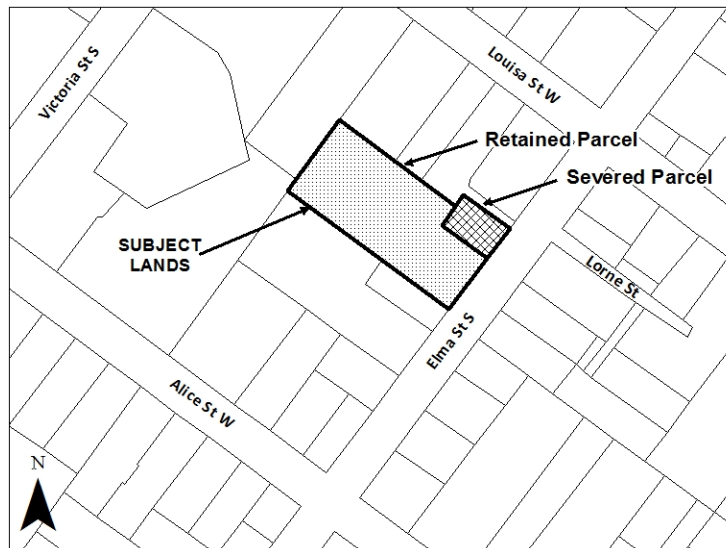 Victoria St S
Louisa St W
Retained Parcel
Severed Parcel
SUBJECT
LANDS
Lorne St
Elma St S
Alice St W
N